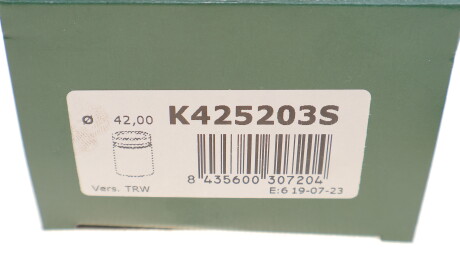 Ø 42,00 K425203S
8 435600 307204
Vers. TRW E:6 19-07-23